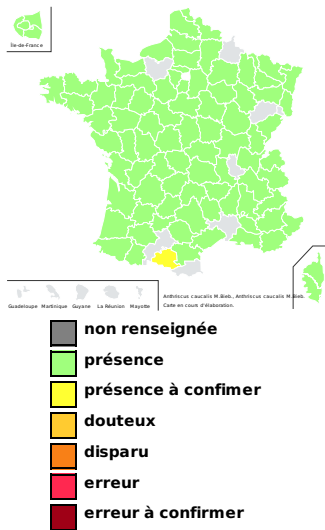 Île-de-France
Guadeloupe Martinique Guyane La Réunion Mayotte
Anthriscus caucalis M.Bieb., Anthriscus caucalis M.Bieb.
Carte en cours d'élaboration.
non renseignée
présence
présence à confimer
douteux
disparu
erreur
erreur à confirmer